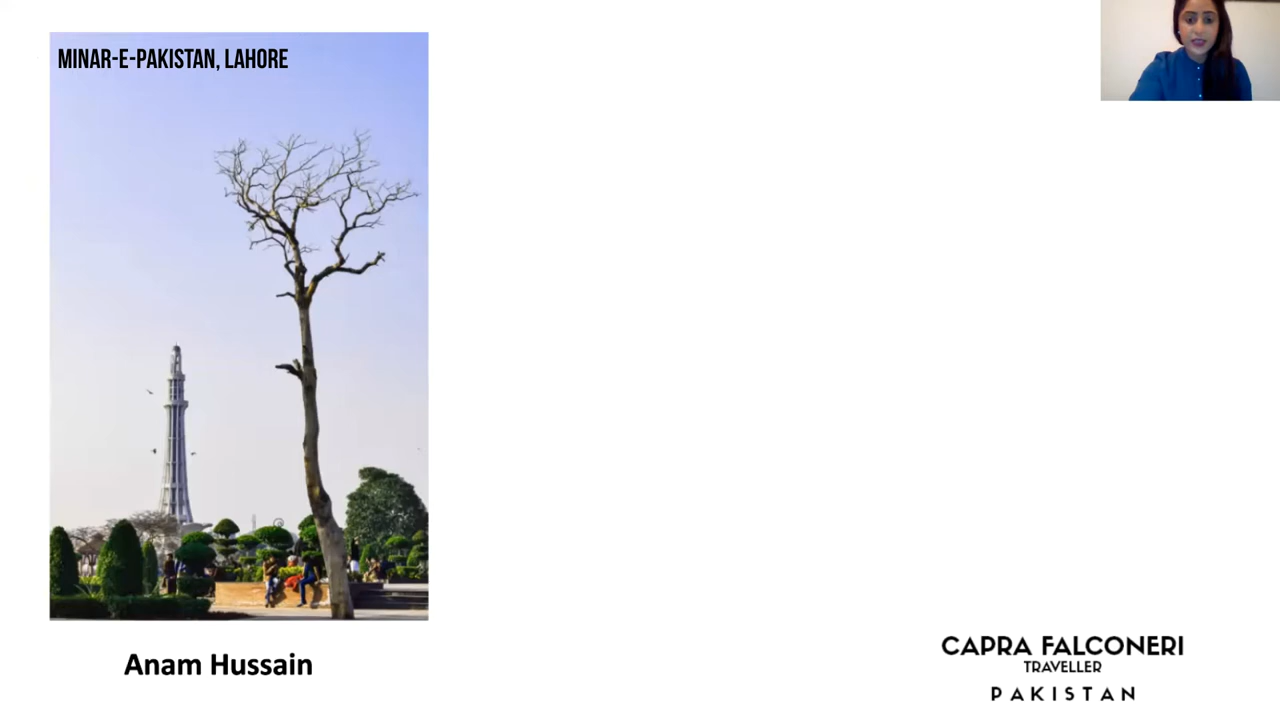 MINAR-E-PAKISTAN, LAHORE
Anam Hussain
CAPRA FALCONERI
TRAVELLER
PAKISTAN